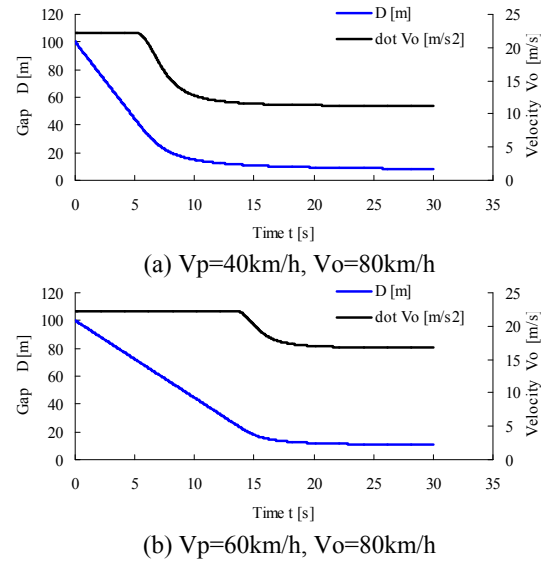 D [m]
dot Vo [m/s2]
120
100
80
60
40
20
0
Gap D [m]
25
20
15
10
5
0
Velocity Vo [m/s]
0 5 10 15 20 25 30 35
Time t [s]
(a) Vp=40km/h, Vo=80km/h
D [m]
dot Vo [m/s2]
120
100
80
60
40
20
0
Gap D [m]
25
20
15
10
5
0
Velocity Vo [m/s]
0 5 10 15 20 25 30 35
Time t [s]
(b) Vp=60km/h, Vo=80km/h